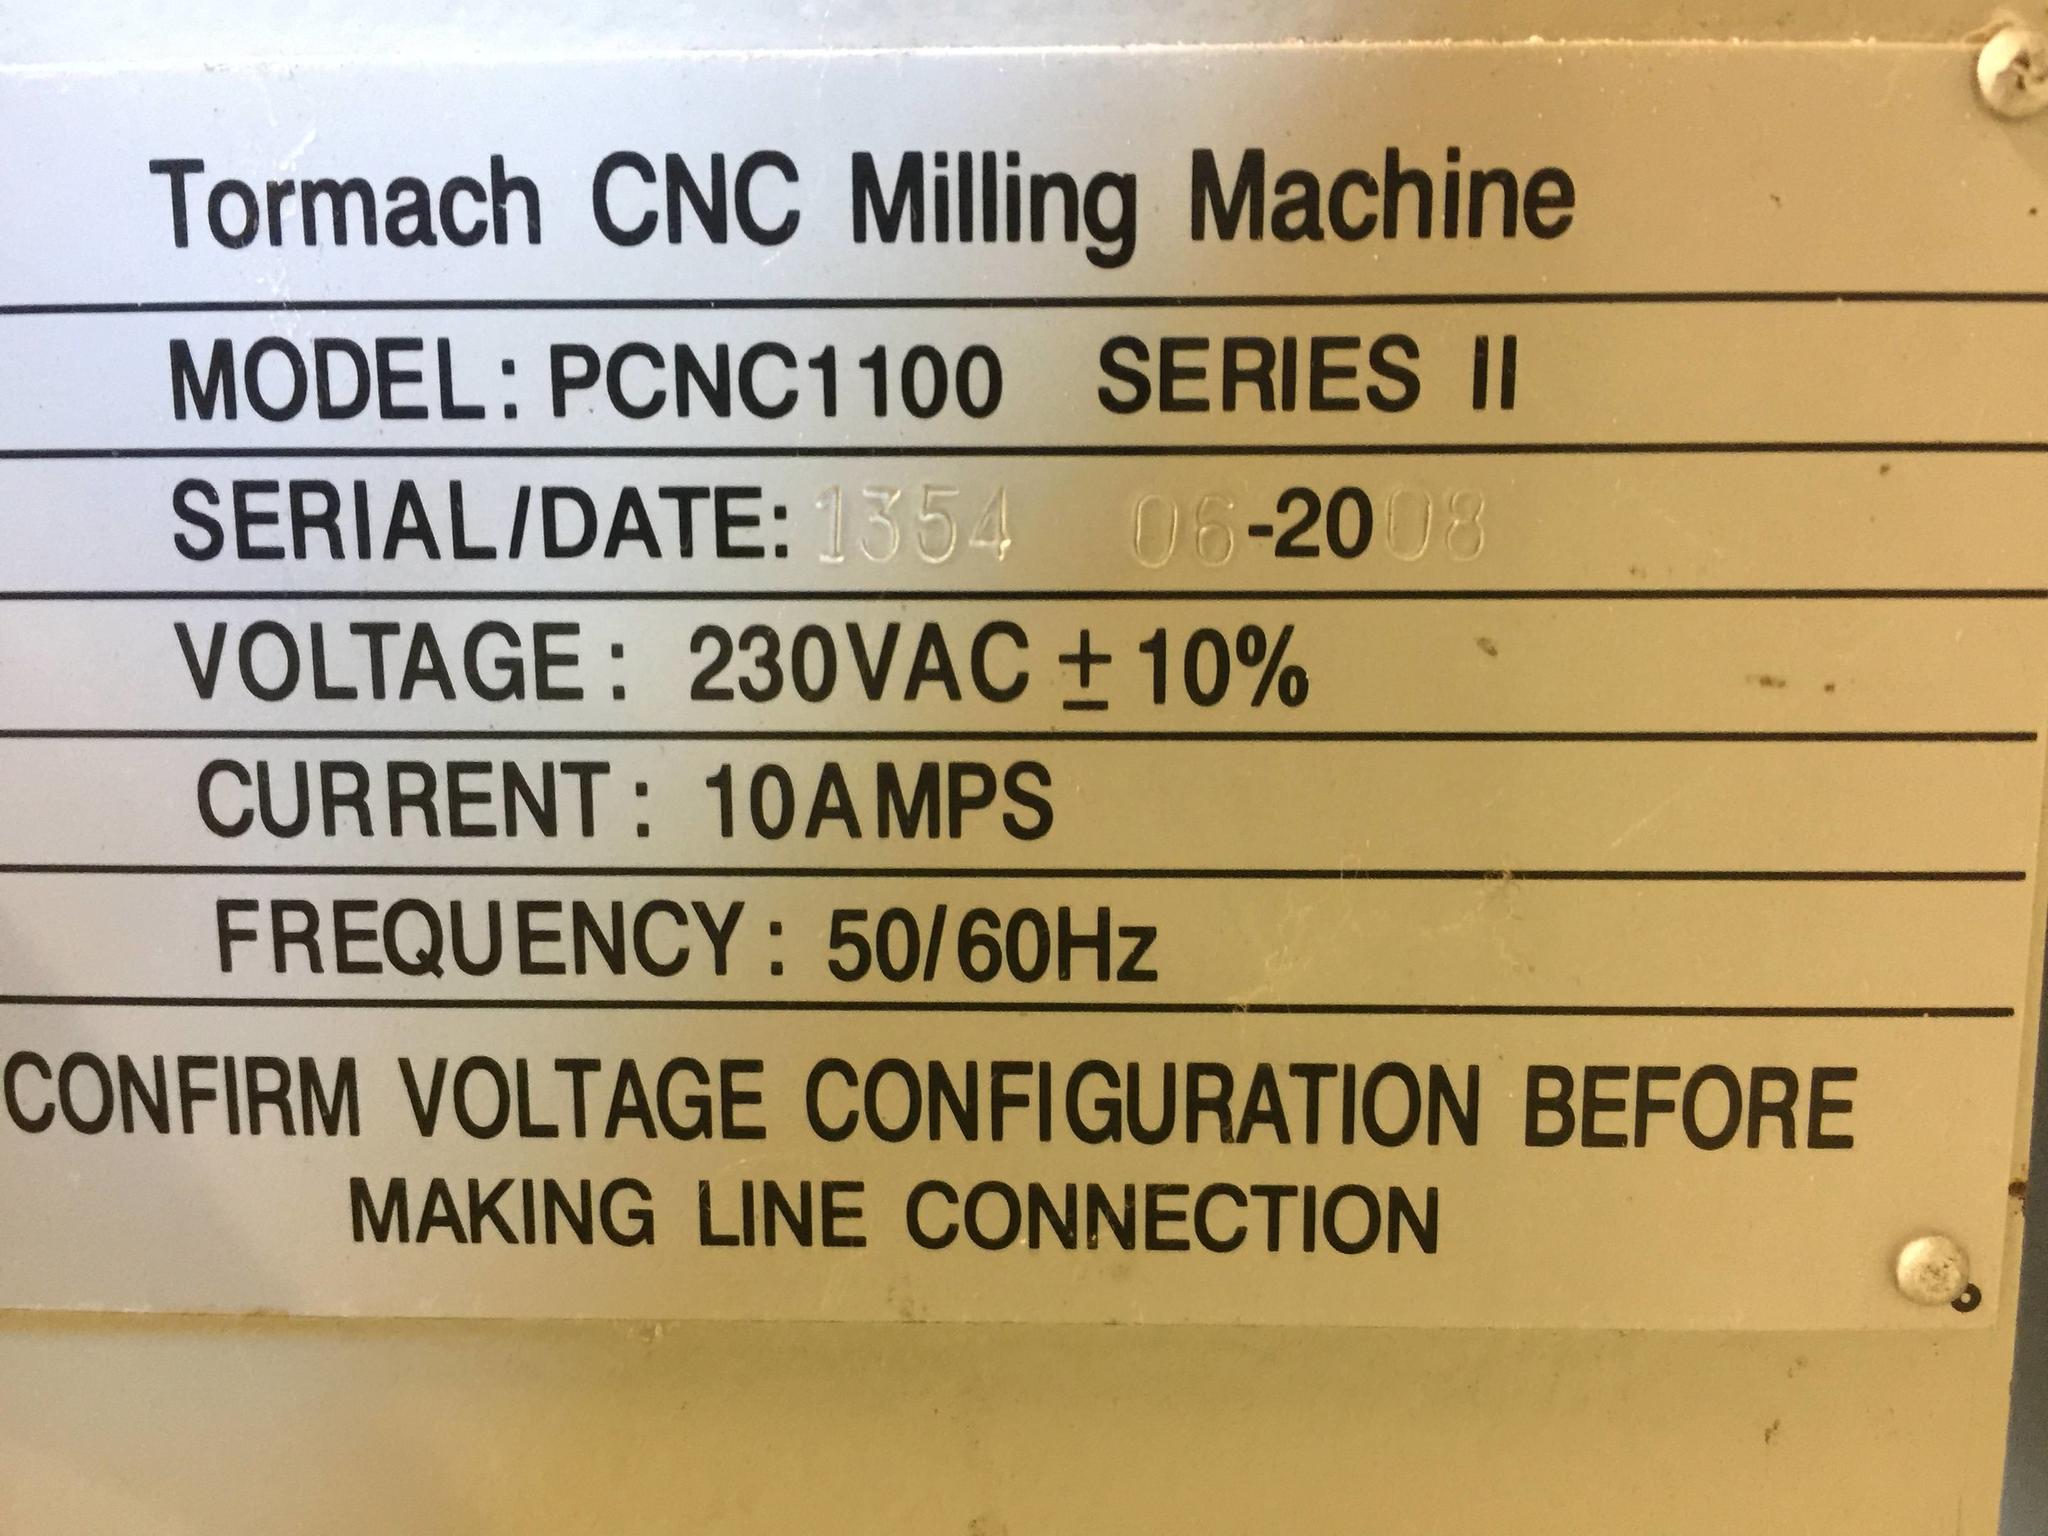 Tormach CNC Milling Machine
MODEL: PCNC1100 SERIES II
SERIAL/DATE: 1354 06-2008
VOLTAGE: 230VAC ± 10%
CURRENT: 10AMPS
FREQUENCY: 50/60Hz
CONFIRM VOLTAGE CONFIGURATION BEFORE
MAKING LINE CONNECTION